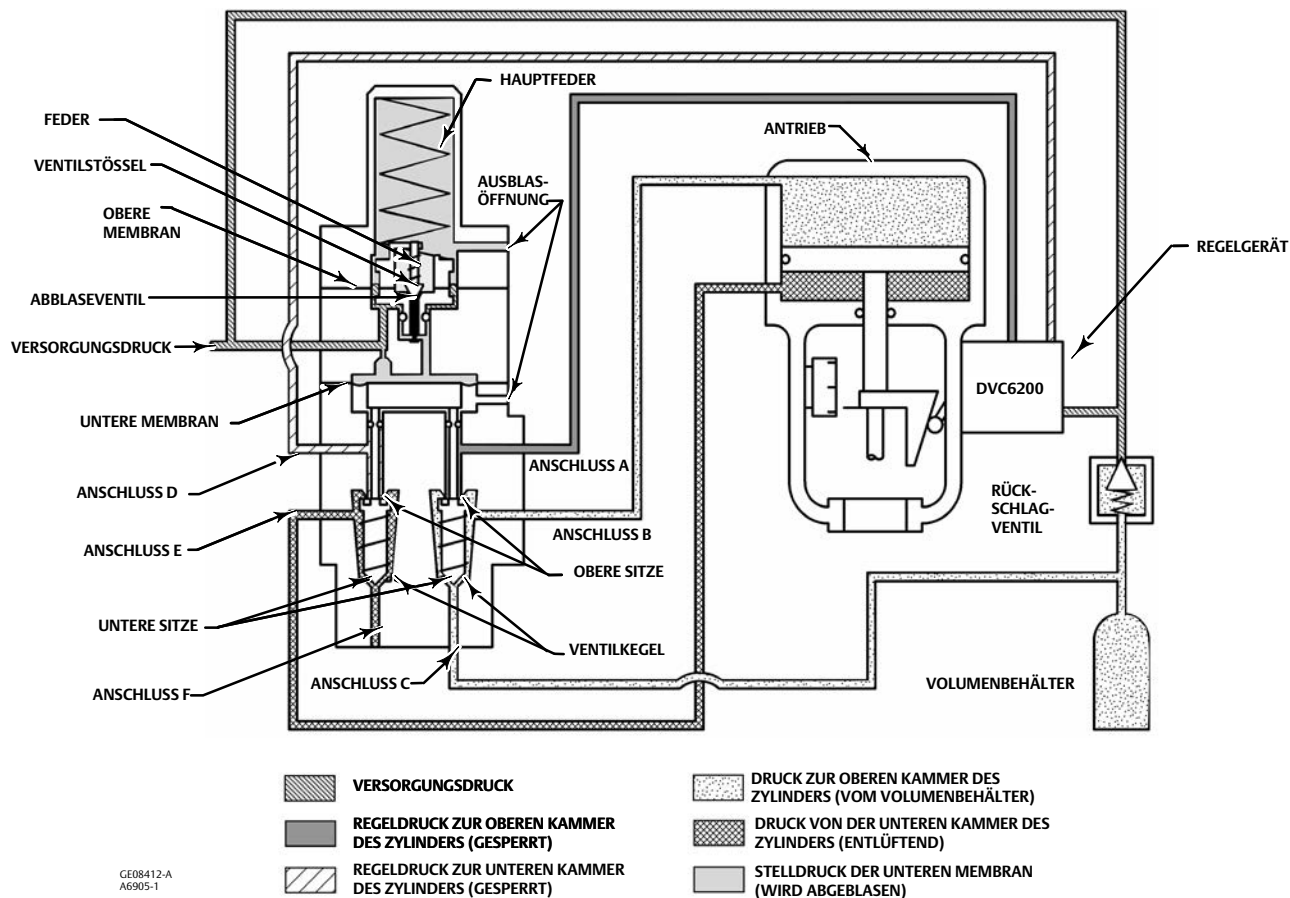 HAUPTFEDER
FEDER
ANTRIEB
VENTILSTÖSSEL
AUSBLAS-
ÖFFNUNG
OBERE
MEMBRAN
REGELGERÄT
ABBLASEVENTIL
VERSORGUNGSDRUCK
DVC6200
UNTERE MEMBRAN
ANSCHLUSS A
ANSCHLUSS D
RÜCK-
SCHLAG-
VENTIL
ANSCHLUSS B
ANSCHLUSS E
OBERE SITZE
UNTERE SITZE
VENTILKEGEL
ANSCHLUSS F
ANSCHLUSS C
VOLUMENBEHÄLTER
VERSORGUNGSDRUCK
REGELDRUCK ZUR OBEREN KAMMER
DES ZYLINDERS (GESPERRT)
REGELDRUCK ZUR UNTEREN KAMMER
DES ZYLINDERS (GESPERRT)
DRUCK ZUR OBEREN KAMMER DES
ZYLINDERS (VOM VOLUMENBEHÄLTER)
DRUCK VON DER UNTEREN KAMMER DES
ZYLINDERS (ENTLÜFTEND)
STELLDRUCK DER UNTEREN MEMBRAN
(WIRD ABGEBLASEN)
GE08412-A
A6905-1